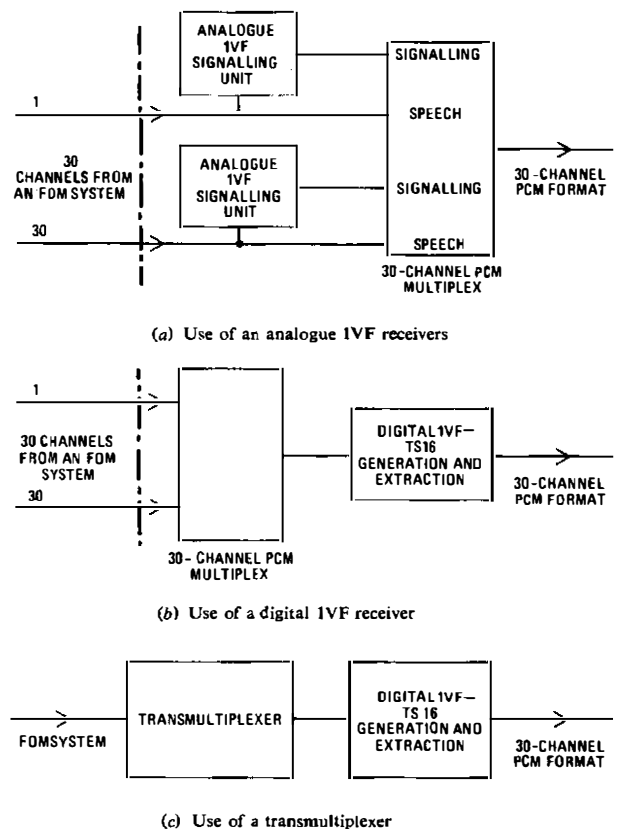 ANALOGUE
1VF
SIGNALLING
UNIT
SIGNALLING
1
SPEECH
30
CHANNELS FROM
AN FDM SYSTEM
ANALOGUE
1VF
SIGNALLING
UNIT
SIGNALLING
30-CHANNEL
PCM FORMAT
30
SPEECH
30-CHANNEL PCM
MULTIPLEX
(a) Use of an analogue 1VF receivers
1
30 CHANNELS
FROM AN FDM
SYSTEM
30
DIGITAL 1VF—
TS16
GENERATION AND
EXTRACTION
30-CHANNEL
PCM FORMAT
30-CHANNEL PCM
MULTIPLEX
(b) Use of a digital 1VF receiver
FDM SYSTEM
TRANSMULTIPLEXER
DIGITAL 1VF—
TS 16
GENERATION AND
EXTRACTION
30-CHANNEL
PCM FORMAT
(c) Use of a transmultiplexer